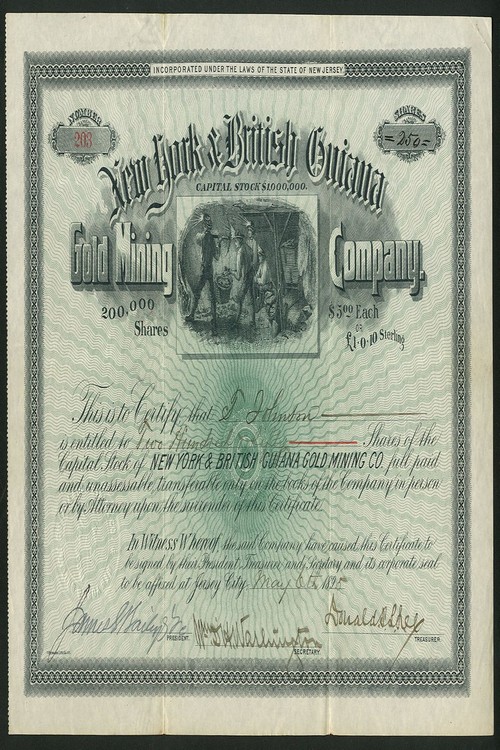 INCORPORATED UNDER THE LAWS OF THE STATE OF NEW JERSEY
NUMBER SHARES
203 =250=
New York & British Guiana
CAPITAL STOCK $1,000,000.
Gold Mining Company.
200,000 Shares
$5.00 Each
OR
£1-0-10 Sterling
This is to Certify that
is entitled to Two Hundred Shares of the
Capital Stock of NEW YORK & BRITISH GUIANA GOLD MINING CO. full paid
and unassessable, transferable only on the books of the Company in person
or by Attorney upon the surrender of this Certificate.
In Witness Whereof, the said Company have caused this Certificate to
be signed by their President, Treasurer and Secretary and its corporate seal
to be affixed at Jersey City May 6th 1895
PRESIDENT.
SECRETARY.
TREASURER.